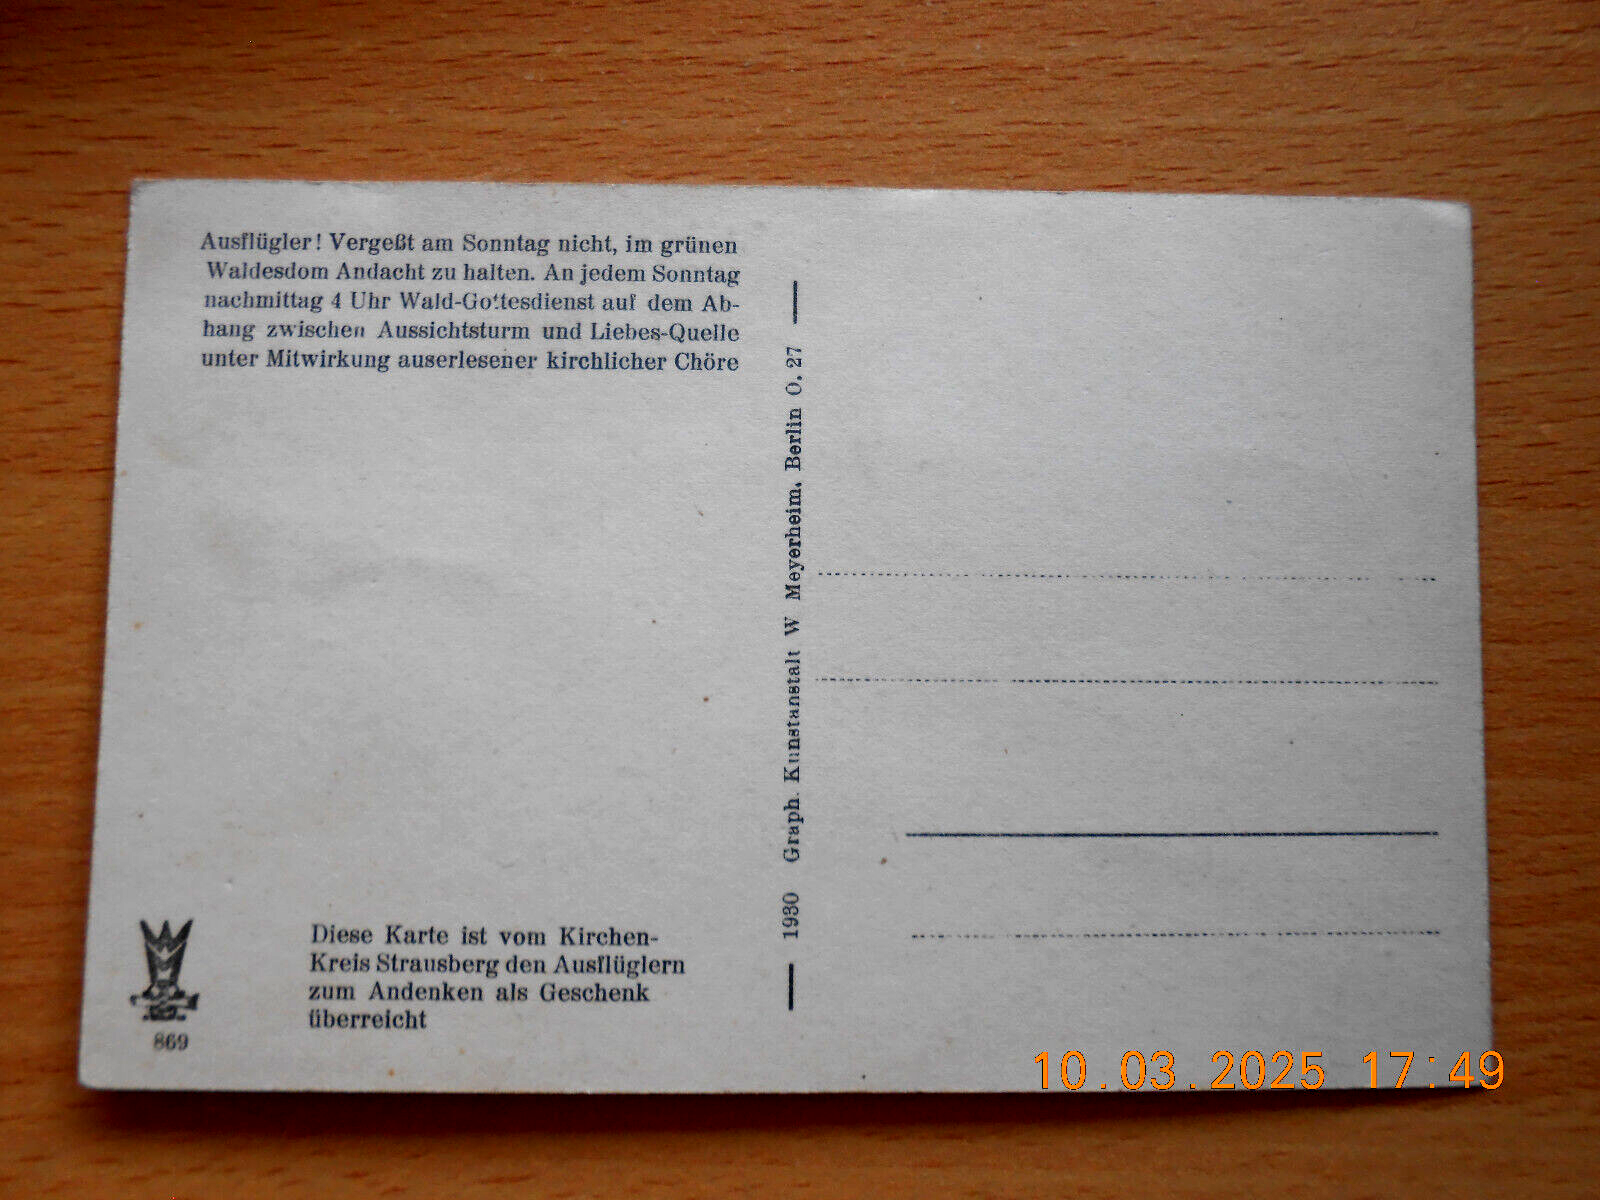 Ausflügler! Vergeßt am Sonntag nicht, im grünen
Waldesdom Andacht zu halten. An jedem Sonntag
nachmittag 4 Uhr Wald-Gottesdienst auf dem Ab-
hang zwischen Aussichtsturm und Liebes-Quelle
unter Mitwirkung auserlesener kirchlicher Chöre
1930 Graph. Kunstanstalt W Meyerheim, Berlin O. 27
869
Diese Karte ist vom Kirchen-
Kreis Strausberg den Ausflüglern
zum Andenken als Geschenk
überreicht
10.03.2025 17:49